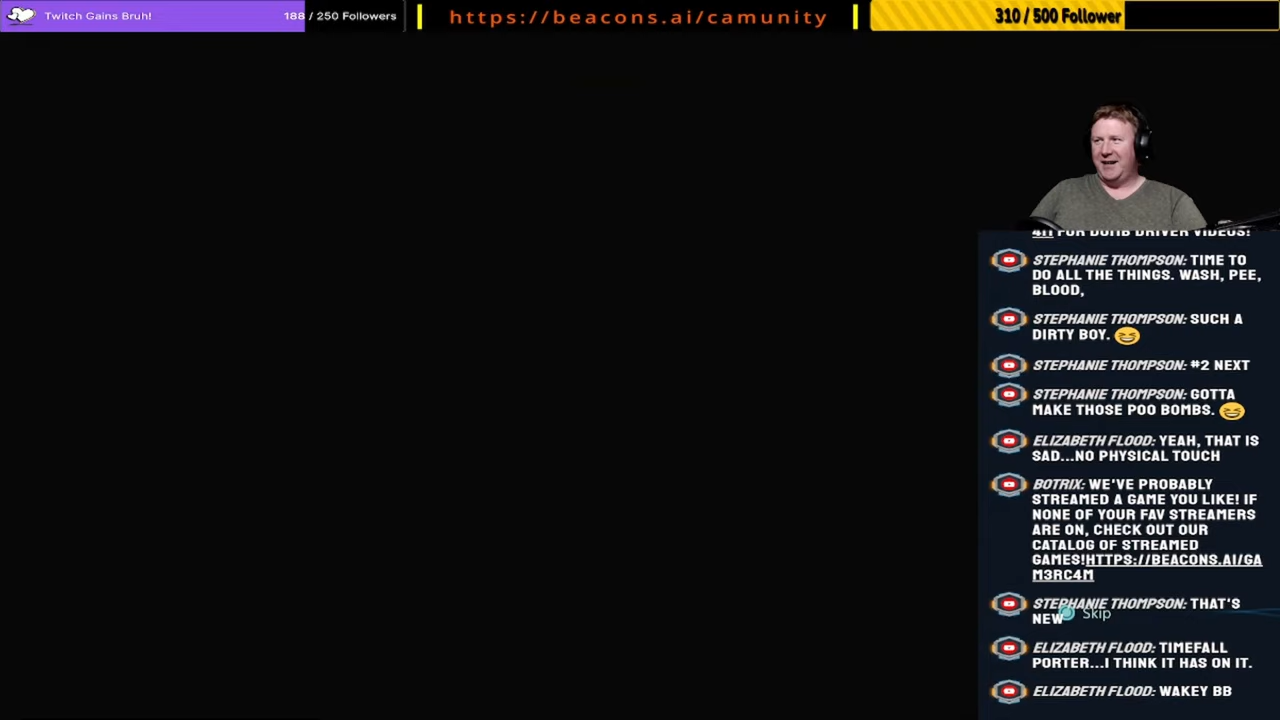 Twitch Gains Bruh!
188 / 250 Followers
https://beacons.ai/camunity
310 / 500 Follower
411 FOR DUMB DRIVER VIDEOS!
STEPHANIE THOMPSON: TIME TO
DO ALL THE THINGS. WASH, PEE,
BLOOD,
STEPHANIE THOMPSON: SUCH A
DIRTY BOY. 😆
STEPHANIE THOMPSON: #2 NEXT
STEPHANIE THOMPSON: GOTTA
MAKE THOSE POO BOMBS. 😆
ELIZABETH FLOOD: YEAH, THAT IS
SAD...NO PHYSICAL TOUCH
BOTRIX: WE'VE PROBABLY
STREAMED A GAME YOU LIKE! IF
NONE OF YOUR FAV STREAMERS
ARE ON, CHECK OUT OUR
CATALOG OF STREAMED
GAMES!HTTPS://BEACONS.AI/GA
M3RC4M
STEPHANIE THOMPSON: THAT'S
NEW
Skip
ELIZABETH FLOOD: TIMEFALL
PORTER...I THINK IT HAS ON IT.
ELIZABETH FLOOD: WAKEY BB